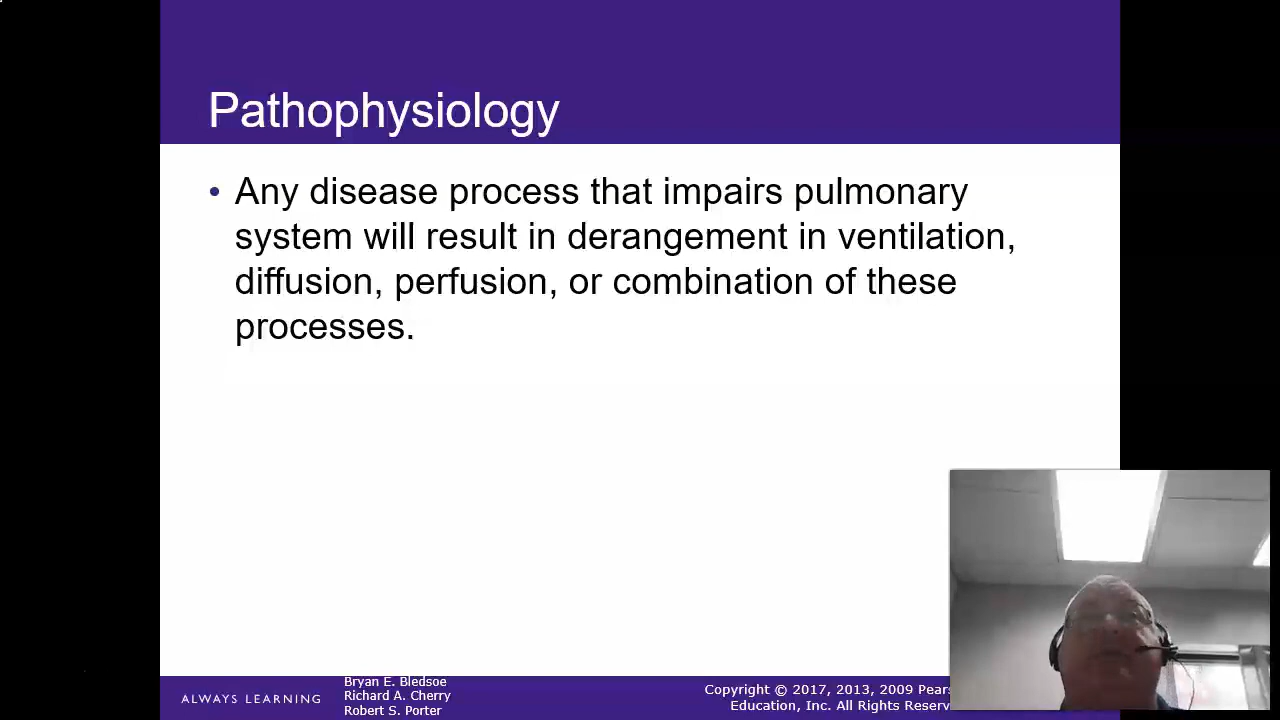 Pathophysiology
• Any disease process that impairs pulmonary
system will result in derangement in ventilation,
diffusion, perfusion, or combination of these
processes.
ALWAYS LEARNING
Bryan E. Bledsoe
Richard A. Cherry
Robert S. Porter
Copyright © 2017, 2013, 2009
Education, Inc. All Rights